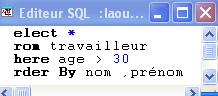 Editeur SQL :laou...
elect *
rom travailleur
here age > 30
rder By nom ,prénom